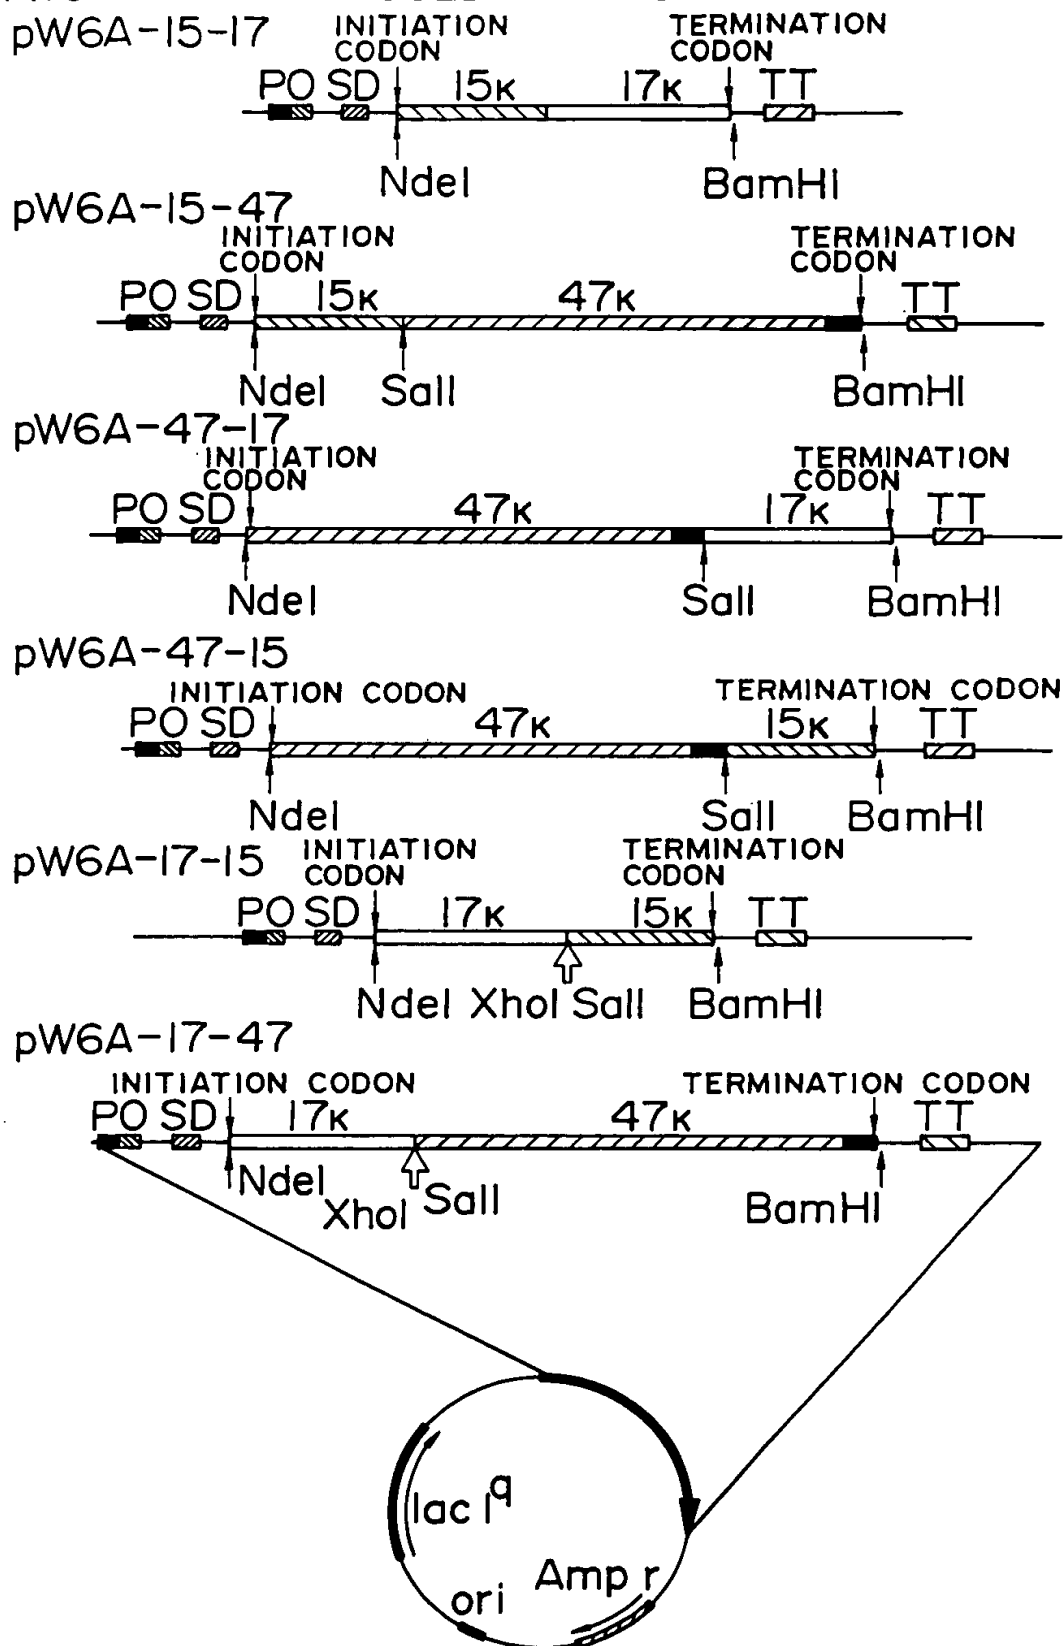 pW6A-15-17
INITIATION CODON
TERMINATION CODON
PO SD 15K 17K TT
NdeI BamHI
pW6A-15-47
INITIATION CODON
TERMINATION CODON
PO SD 15K 47K TT
NdeI SalI BamHI
pW6A-47-17
INITIATION CODON
TERMINATION CODON
PO SD 47K 17K TT
NdeI SalI BamHI
pW6A-47-15
INITIATION CODON TERMINATION CODON
PO SD 47K 15K TT
NdeI SalI BamHI
pW6A-17-15
INITIATION CODON
TERMINATION CODON
PO SD 17K 15K TT
NdeI XhoI SalI BamHI
pW6A-17-47
INITIATION CODON TERMINATION CODON
PO SD 17K 47K TT
NdeI XhoI SalI BamHI
lac I q
Amp r
ori